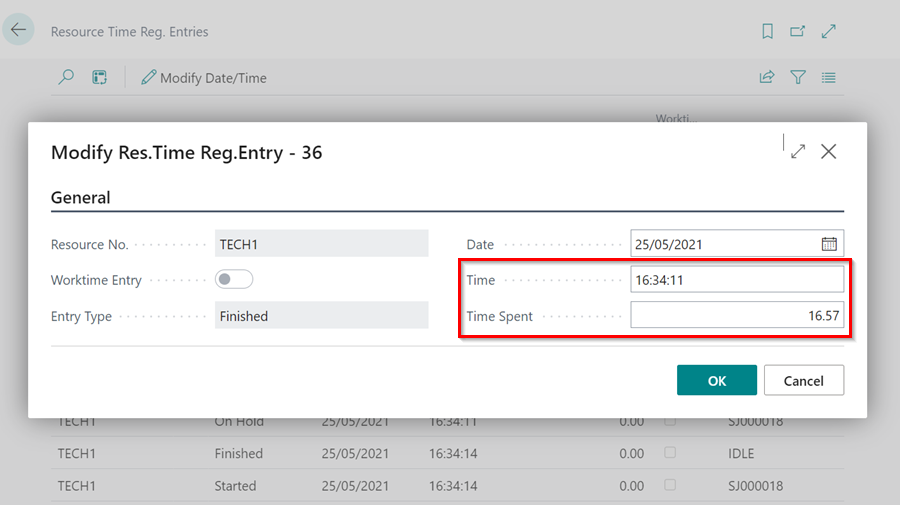 Resource Time Reg. Entries
Modify Date/Time
Workti...
Modify Res.Time Reg.Entry - 36
General
Resource No. TECH1 Date 25/05/2021
Worktime Entry Time 16:34:11
Entry Type Finished Time Spent 16.57
OK Cancel
TECH1 On Hold 25/05/2021 16:34:11 0.00 SJ000018
TECH1 Finished 25/05/2021 16:34:14 0.00 IDLE
TECH1 Started 25/05/2021 16:34:14 0.00 SJ000018